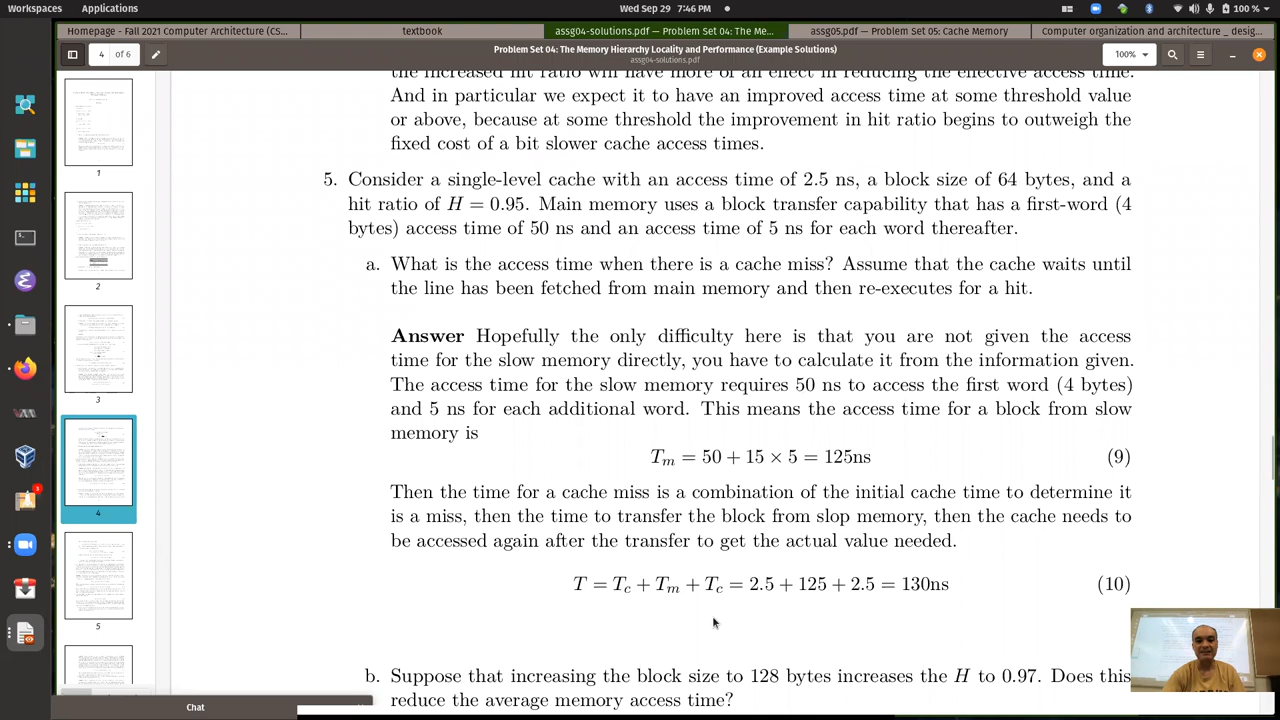 Workspaces Applications Wed Sep 29 7:46 PM 100 %
Homepage - Fall 2021 Computer Architecture (CS... textbook assg04-solutions.pdf — Problem Set 04: The Me... assg05.pdf — Problem Set 05: Cache Memory Computer organization and architecture _ desig...
4 of 6 Problem Set 04: The Memory Hierarchy Locality and Performance (Example Solutions) 100%
assg04-solutions.pdf
the increased hit ratio will have more of an effect in reducing the effective access time.
And in particular we expect to see an improved access time at some threshold value
or above, because at some threshold the improvement in hit ratio begins to outweigh the
fixed cost of any slower cache access times.
5. Consider a single-level cache with an access time of 2.5 ns, a block size of 64 bytes, and a
hit ratio of H = 0.95. Main memory uses a block transfer capability that has a first-word (4
bytes) access time of 50 ns and an access time of 5 ns for each word thereafter.
a. What is the access time when there is a cache miss? Assume that the cache waits until
the line has been fetched from main memory and then re-executes for a hit.
Answer: Hopefully the only difficulty here is that you are not given the access
time of the slow memory directly, you have to calculate it from the information given.
The access time for the slow memory requires 50 ns to access the first word (4 bytes)
and 5 ns for each additional word. This means the access time for a block from slow
memory is
Tm = 50 + 15 × 5 = 125ns (9)
The total time for a cache miss is a combination of the initial cache access to determine it
is a miss, then the time to transfer the block from slop memory, then the cache needs to
be accessed again after the transfer to get the actual value needed.
T = Tc + Tm + Tc = 2.5 + 125 + 2.5 = 130ns (10)
b. Suppose that increasing the block size to 128 bytes increases the H to 0.97. Does this
reduce the average memory access time?
1
2
3
4
5
Chat